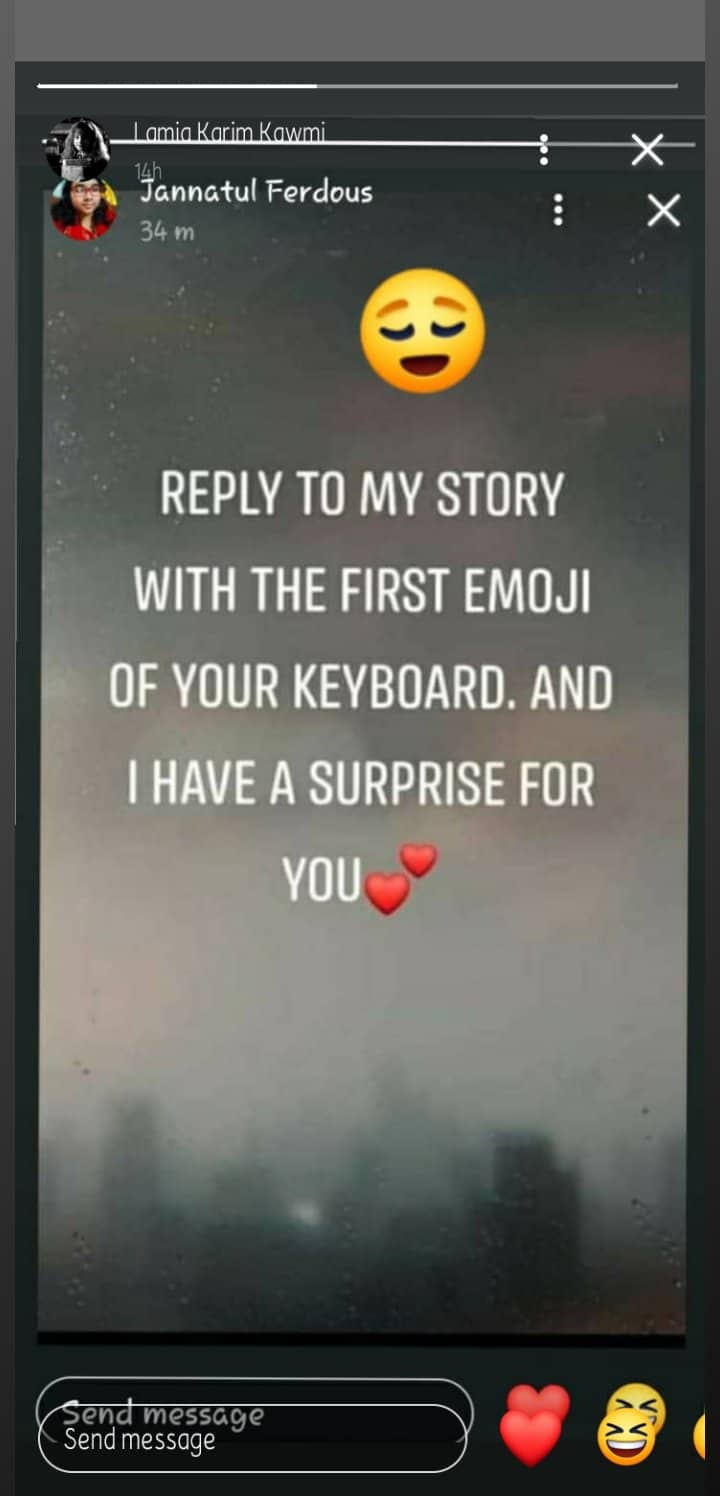 Lamia Karim Kawmi
14h
Jannatul Ferdous
34 m
REPLY TO MY STORY
WITH THE FIRST EMOJI
OF YOUR KEYBOARD. AND
I HAVE A SURPRISE FOR
YOU💕
Send message
Send message